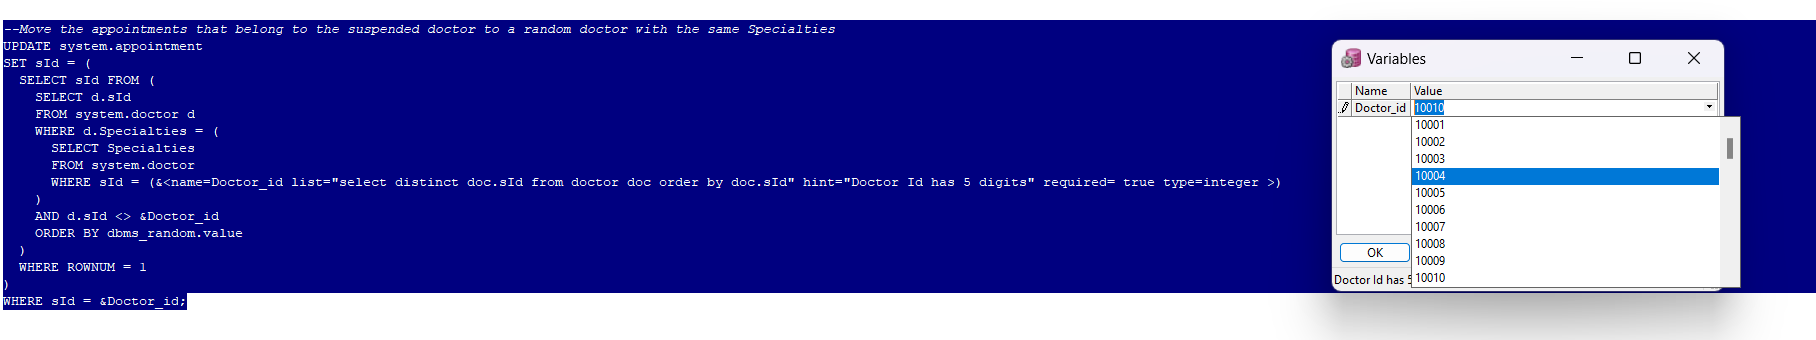 --Move the appointments that belong to the suspended doctor to a random doctor with the same Specialties
UPDATE system.appointment
SET sId = (
  SELECT sId FROM (
    SELECT d.sId
    FROM system.doctor d
    WHERE d.Specialties = (
      SELECT Specialties
      FROM system.doctor
      WHERE sId = (&<name=Doctor_id list="select distinct doc.sId from doctor doc order by doc.sId" hint="Doctor Id has 5 digits" required= true type=integer >)
    )
    AND d.sId <> &Doctor_id
    ORDER BY dbms_random.value
  )
  WHERE ROWNUM = 1
)
WHERE sId = &Doctor_id;
Variables
Name Value
Doctor_id 10010
10001
10002
10003
10004
10005
10006
10007
10008
10009
10010
OK
Doctor Id has 5